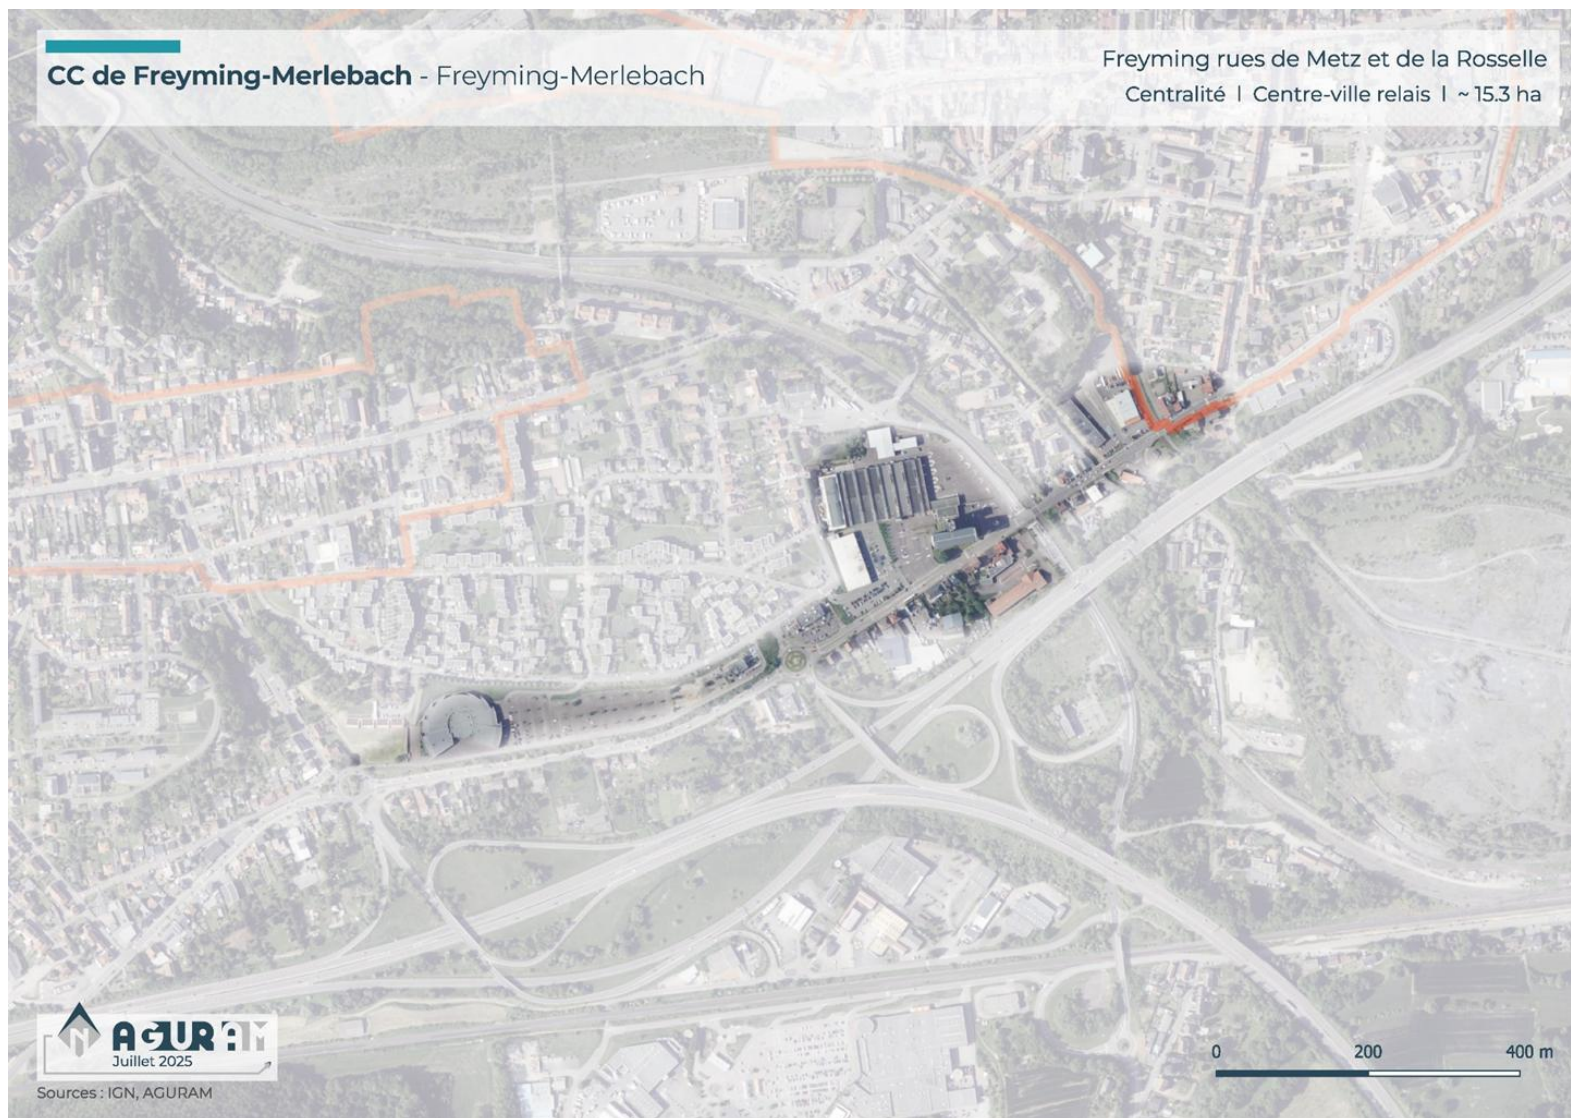 CC de Freyming-Merlebach - Freyming-Merlebach
Freyming rues de Metz et de la Rosselle
Centralité | Centre-ville relais | ~ 15.3 ha
N
AGURAM
Juillet 2025
Sources : IGN, AGURAM
0 200 400 m